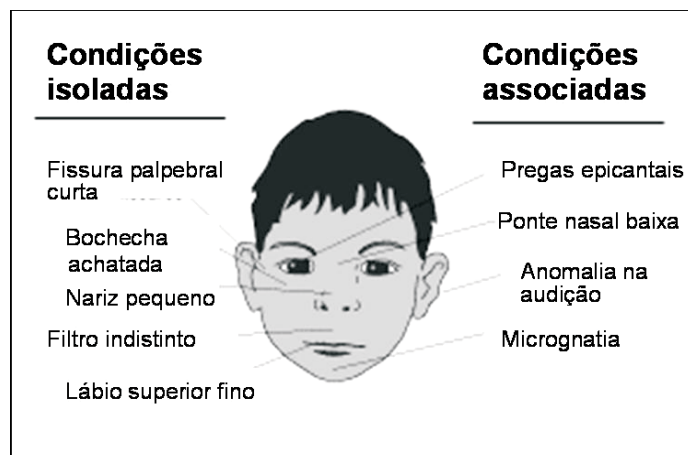 Condições
isoladas
Fissura palpebral
curta
Bochecha
achatada
Nariz pequeno
Filtro indistinto
Lábio superior fino
Condições
associadas
Pregas epicantais
Ponte nasal baixa
Anomalia na
audição
Micrognatia